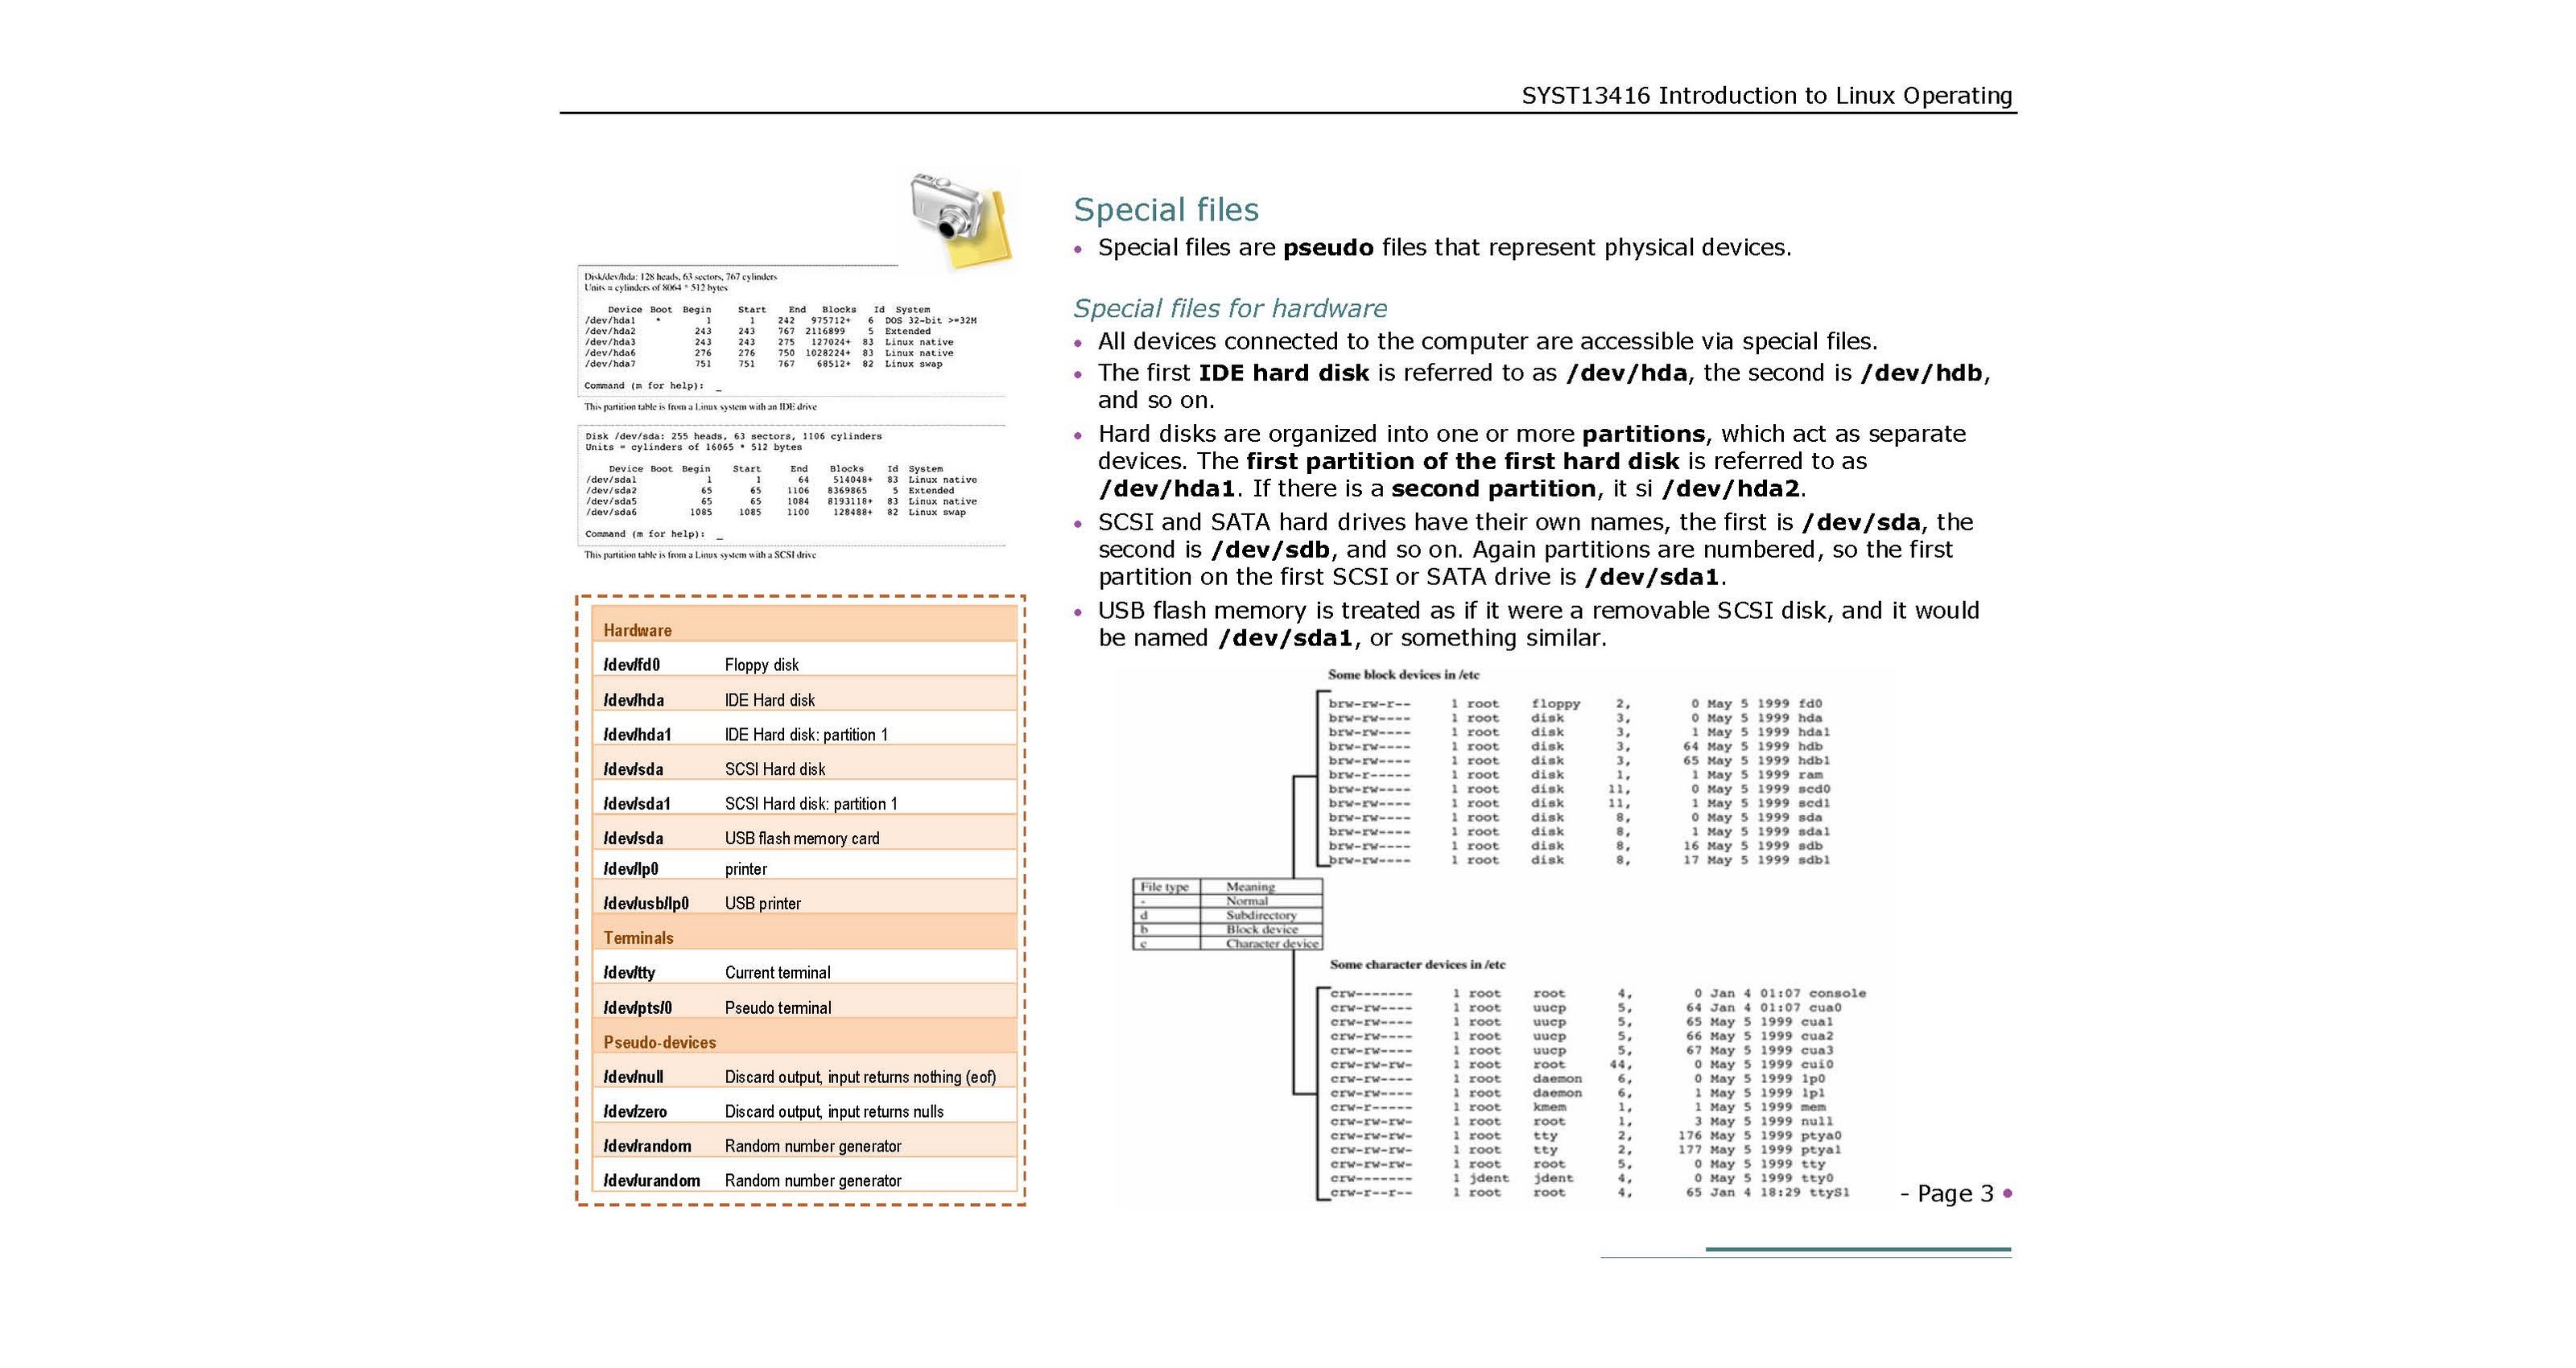 SYST13416 Introduction to Linux Operating
Disk/dev/hda: 128 heads, 63 sectors, 767 cylinders
Units = cylinders of 8064 * 512 bytes
Device Boot Begin Start End Blocks Id System
/dev/hda1 * 1 1 242 975712+ 6 DOS 32-bit >=32M
/dev/hda2 243 243 767 2116899 5 Extended
/dev/hda3 243 243 275 127024+ 83 Linux native
/dev/hda6 276 276 750 1028224+ 83 Linux native
/dev/hda7 751 751 767 68512+ 82 Linux swap
Command (m for help): _
This partition table is from a Linux system with an IDE drive
Disk /dev/sda: 255 heads, 63 sectors, 1106 cylinders
Units = cylinders of 16065 * 512 bytes
Device Boot Begin Start End Blocks Id System
/dev/sda1 1 1 64 514048+ 83 Linux native
/dev/sda2 65 65 1106 8369865 5 Extended
/dev/sda5 65 65 1084 8193118+ 83 Linux native
/dev/sda6 1085 1085 1100 128488+ 82 Linux swap
Command (m for help): _
This partition table is from a Linux system with a SCSI drive
Hardware
/dev/fd0 Floppy disk
/dev/hda IDE Hard disk
/dev/hda1 IDE Hard disk: partition 1
/dev/sda SCSI Hard disk
/dev/sda1 SCSI Hard disk: partition 1
/dev/sda USB flash memory card
/dev/lp0 printer
/dev/usb/lp0 USB printer
Terminals
/dev/tty Current terminal
/dev/pts/0 Pseudo terminal
Pseudo-devices
/dev/null Discard output, input returns nothing (eof)
/dev/zero Discard output, input returns nulls
/dev/random Random number generator
/dev/urandom Random number generator
Special files
• Special files are pseudo files that represent physical devices.
Special files for hardware
• All devices connected to the computer are accessible via special files.
• The first IDE hard disk is referred to as /dev/hda, the second is /dev/hdb,
and so on.
• Hard disks are organized into one or more partitions, which act as separate
devices. The first partition of the first hard disk is referred to as
/dev/hda1. If there is a second partition, it si /dev/hda2.
• SCSI and SATA hard drives have their own names, the first is /dev/sda, the
second is /dev/sdb, and so on. Again partitions are numbered, so the first
partition on the first SCSI or SATA drive is /dev/sda1.
• USB flash memory is treated as if it were a removable SCSI disk, and it would
be named /dev/sda1, or something similar.
Some block devices in /etc
brw-rw-r-- 1 root floppy 2, 0 May 5 1999 fd0
brw-rw---- 1 root disk 3, 0 May 5 1999 hda
brw-rw---- 1 root disk 3, 1 May 5 1999 hda1
brw-rw---- 1 root disk 3, 64 May 5 1999 hdb
brw-rw---- 1 root disk 3, 65 May 5 1999 hdb1
brw-r----- 1 root disk 1, 1 May 5 1999 ram
brw-rw---- 1 root disk 11, 0 May 5 1999 scd0
brw-rw---- 1 root disk 11, 1 May 5 1999 scd1
brw-rw---- 1 root disk 8, 0 May 5 1999 sda
brw-rw---- 1 root disk 8, 1 May 5 1999 sda1
brw-rw---- 1 root disk 8, 16 May 5 1999 sdb
brw-rw---- 1 root disk 8, 17 May 5 1999 sdb1
File type Meaning
- Normal
d Subdirectory
b Block device
c Character device
Some character devices in /etc
crw------- 1 root root 4, 0 Jan 4 01:07 console
crw-rw---- 1 root uucp 5, 64 Jan 4 01:07 cua0
crw-rw---- 1 root uucp 5, 65 May 5 1999 cua1
crw-rw---- 1 root uucp 5, 66 May 5 1999 cua2
crw-rw---- 1 root uucp 5, 67 May 5 1999 cua3
crw-rw-rw- 1 root root 44, 0 May 5 1999 cui0
crw-rw---- 1 root daemon 6, 0 May 5 1999 lp0
crw-rw---- 1 root daemon 6, 1 May 5 1999 lp1
crw-r----- 1 root kmem 1, 1 May 5 1999 mem
crw-rw-rw- 1 root root 1, 3 May 5 1999 null
crw-rw-rw- 1 root tty 2, 176 May 5 1999 ptya0
crw-rw-rw- 1 root tty 2, 177 May 5 1999 ptya1
crw-rw-rw- 1 root root 5, 0 May 5 1999 tty
crw------- 1 jdent jdent 4, 0 May 5 1999 tty0
crw-r--r-- 1 root root 4, 65 Jan 4 18:29 ttyS1
- Page 3 •